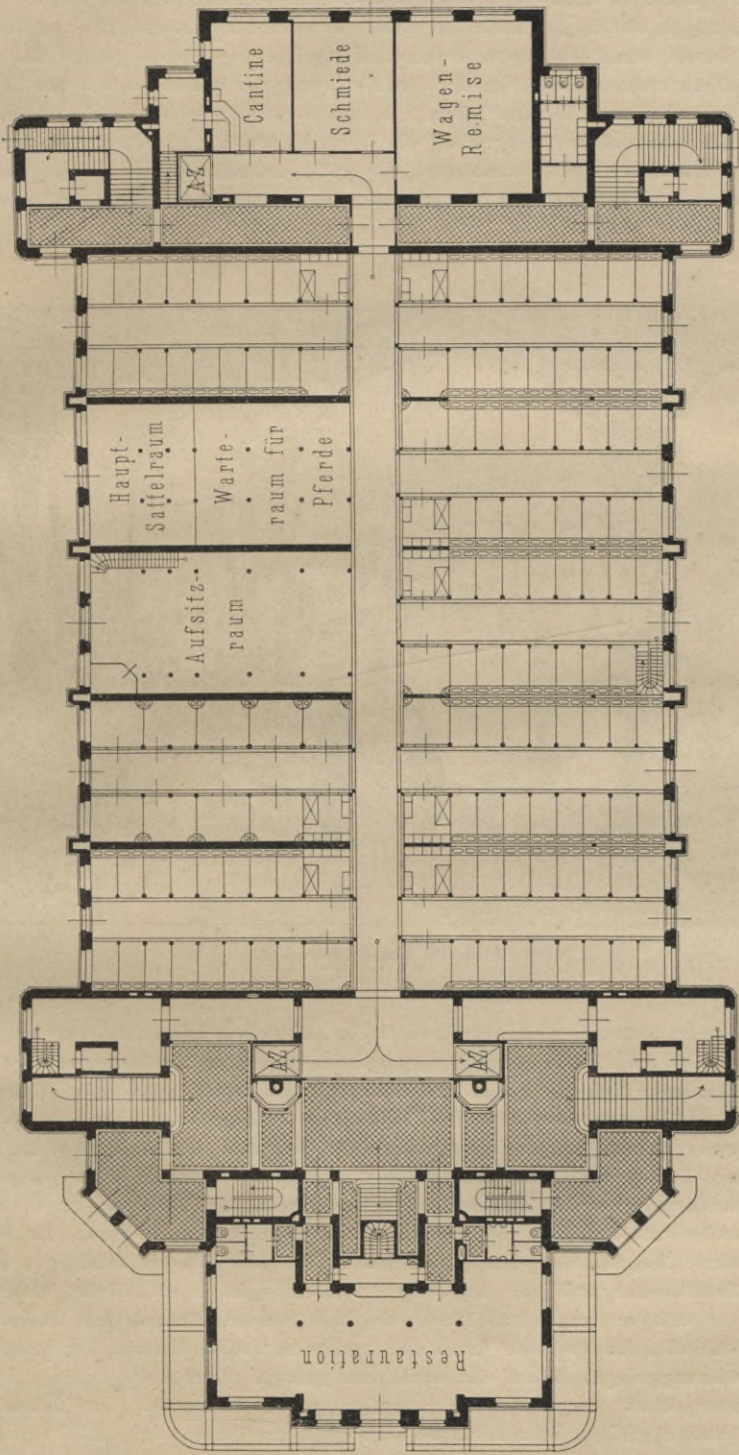 Cantine
Schmiede
Wagen-
Remise
AZ
Haupt-
Sattelraum
Warte-
raum für
Pferde
Aufsitz-
raum
AZ
AZ
Restauration